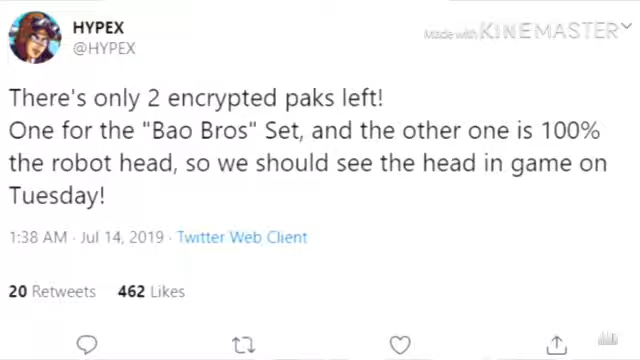 HYPEX
@HYPEX
Made with KINEMASTER
There's only 2 encrypted paks left!
One for the "Bao Bros" Set, and the other one is 100%
the robot head, so we should see the head in game on
Tuesday!
1:38 AM · Jul 14, 2019 · Twitter Web Client
20 Retweets 462 Likes